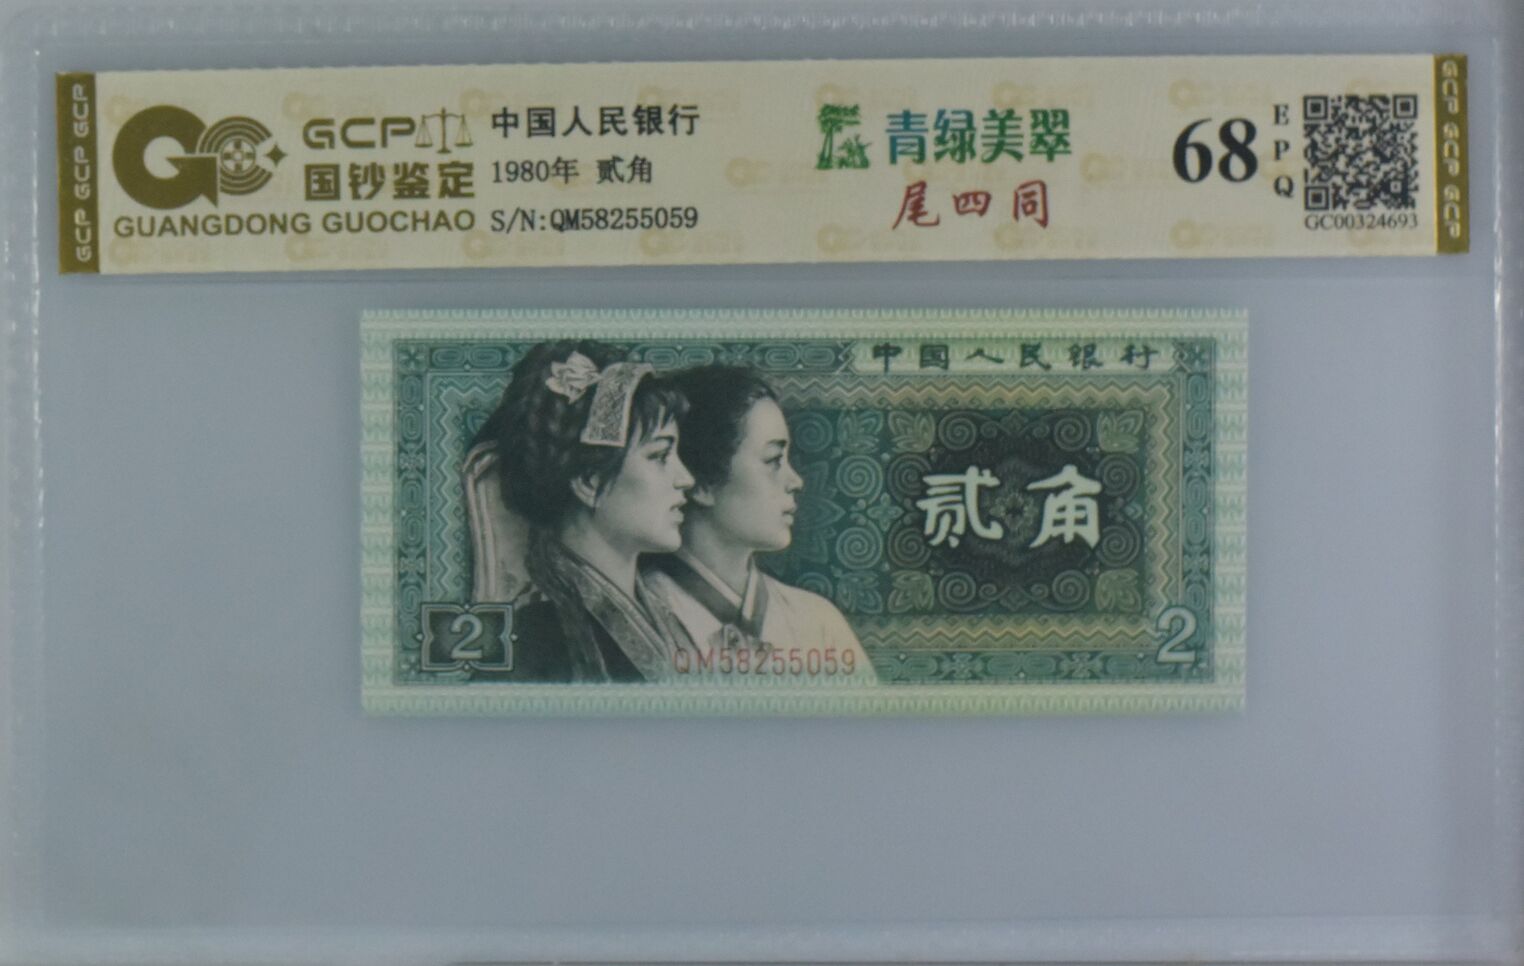 GCP GCP GCP
GCP
国钞鉴定
GUANGDONG GUOCHAO
中国人民银行
1980年 贰角
S/N:QM58255059
青绿美翠
尾四同
68
EPQ
GC00324693
GCP GCP GCP
中国人民银行
贰角
2
2
QM58255059